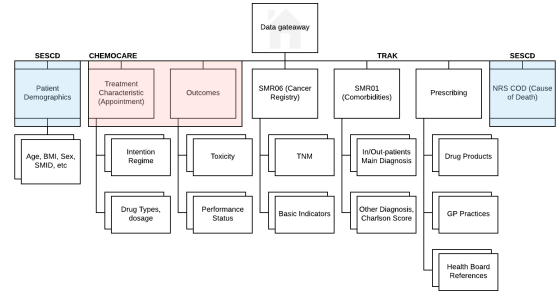 Data gateaway
SESCD
CHEMOCARE
TRAK
SESCD
Patient
Demographics
Treatment
Characteristic
(Appointment)
Outcomes
SMR06 (Cancer
Registry)
SMR01
(Comorbidities)
Prescribing
NRS COD (Cause
of Death)
Age, BMI, Sex,
SMID, etc
Intention
Regime
Toxicity
TNM
In/Out-patients
Main Diagnosis
Drug Products
Drug Types,
dosage
Performance
Status
Basic Indicators
Other Diagnosis,
Charlson Score
GP Practices
Health Board
References